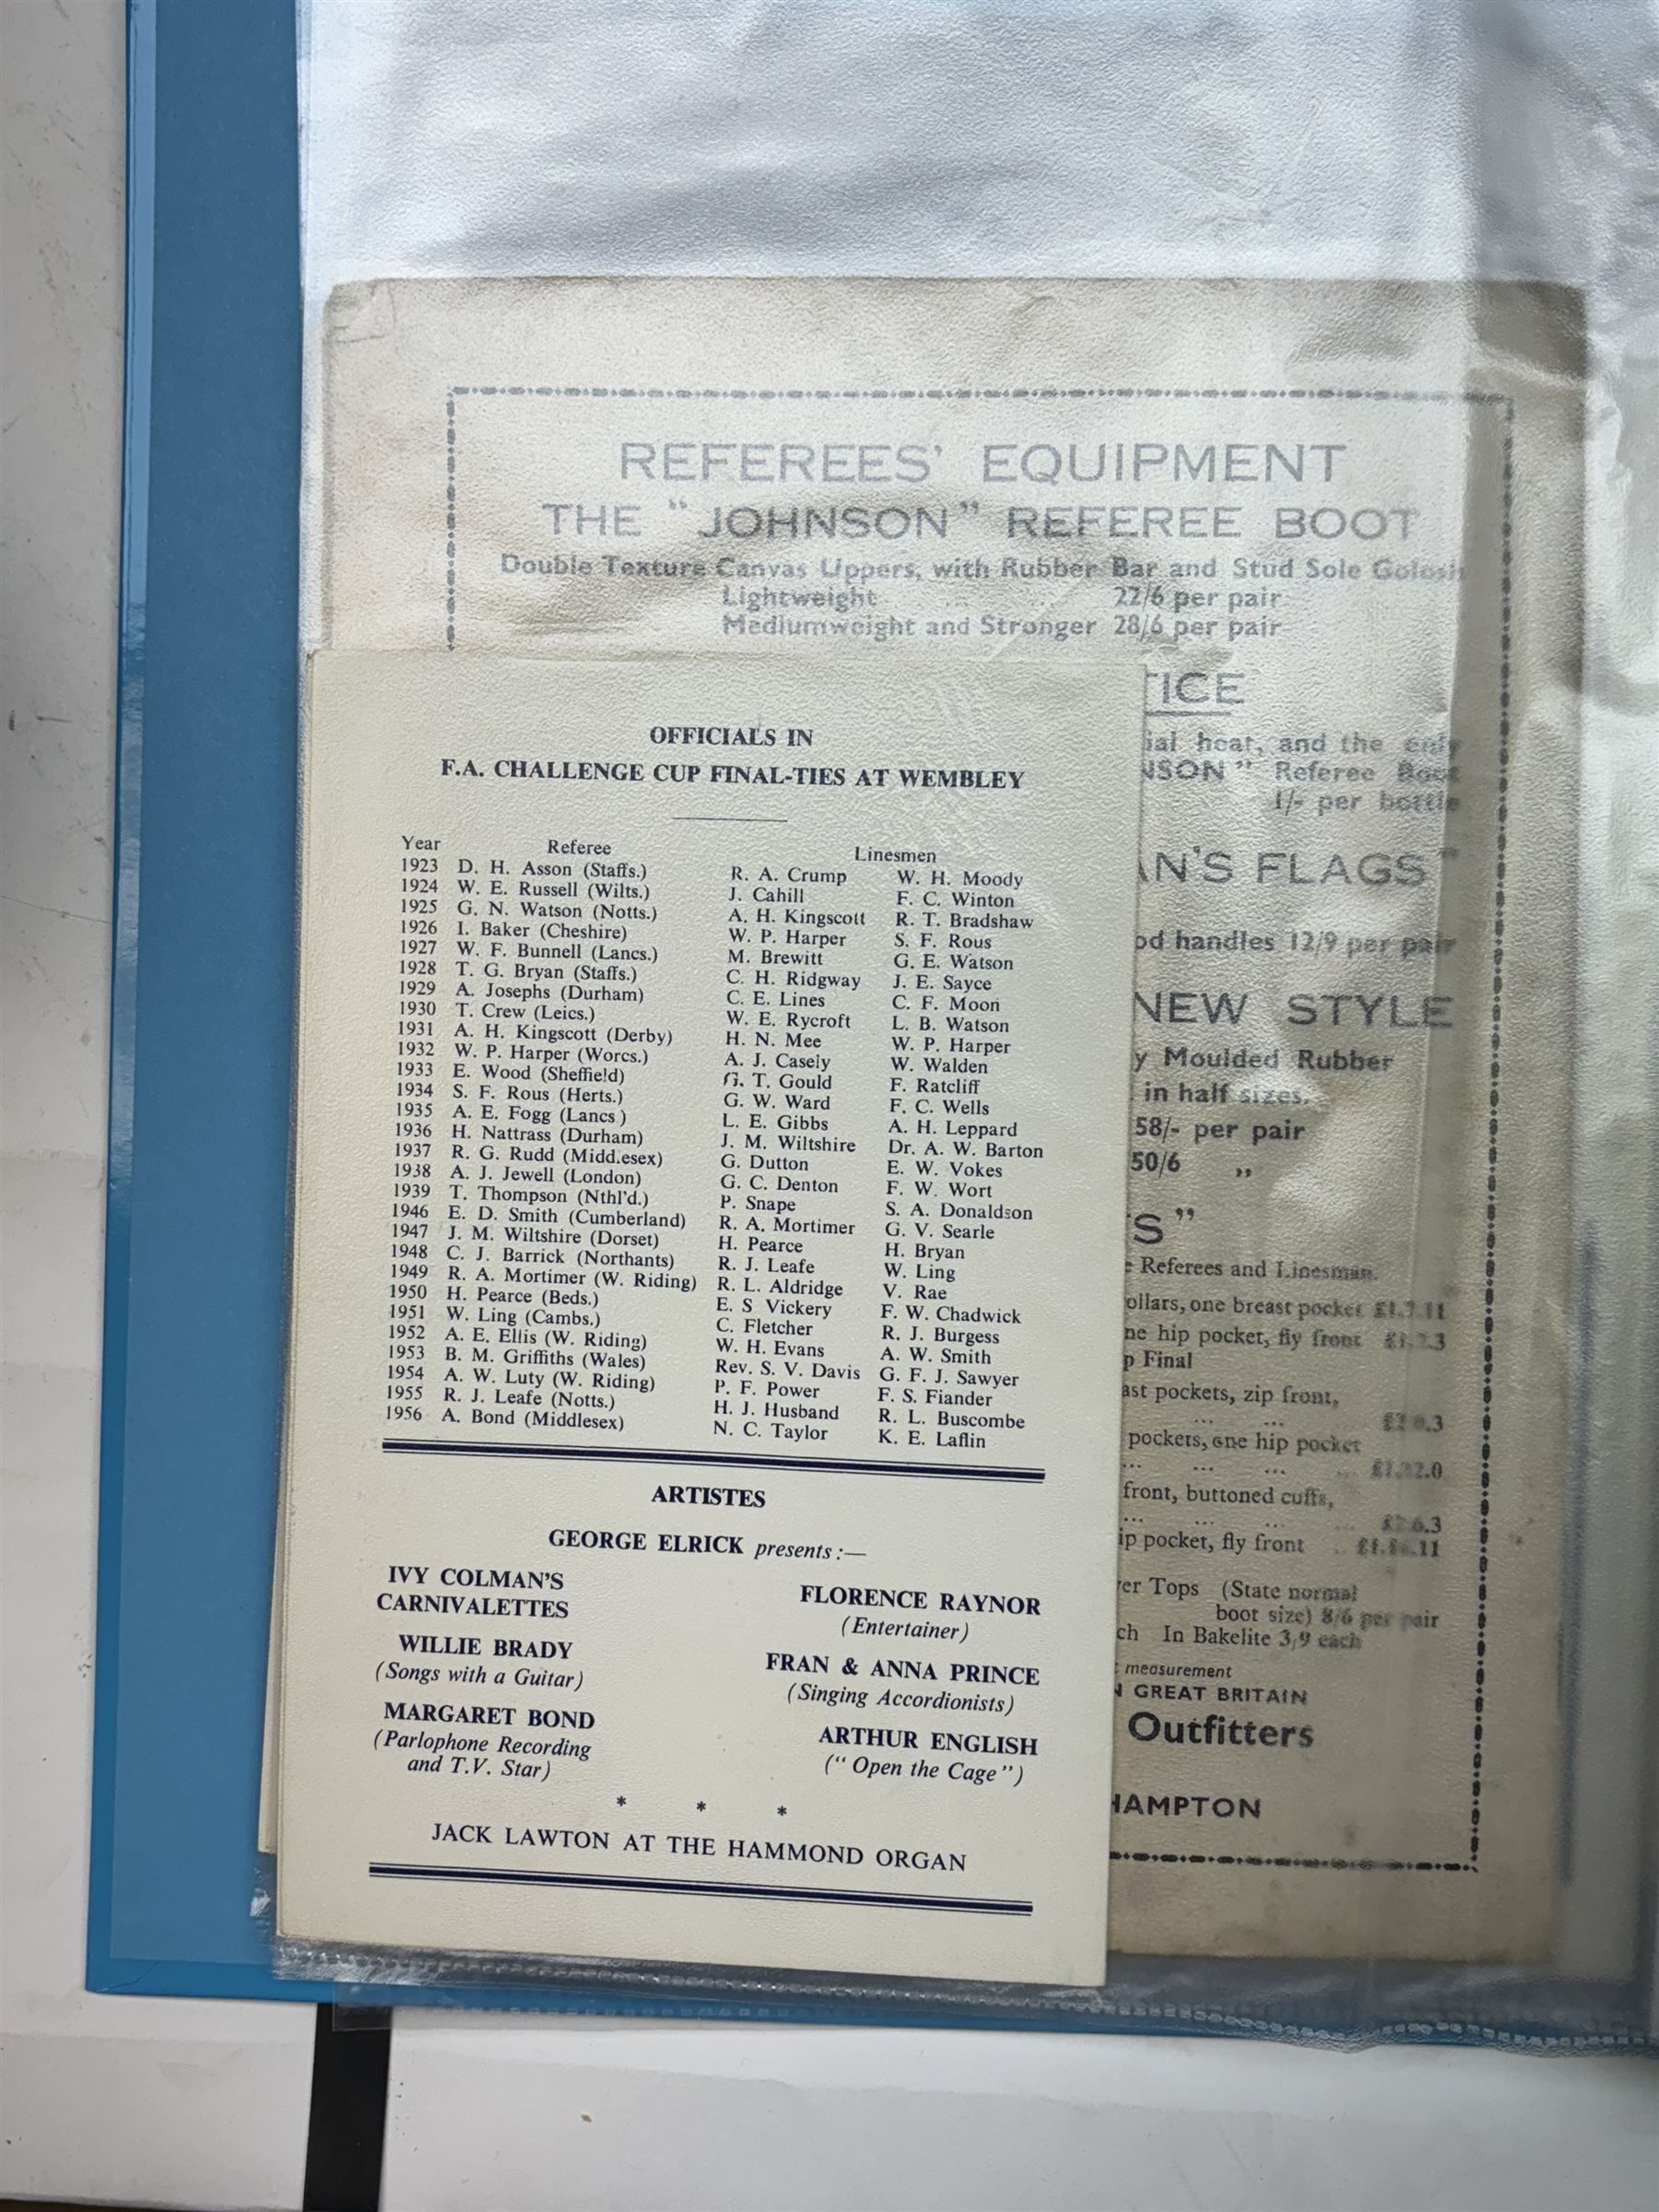 REFEREES' EQUIPMENT
THE "JOHNSON" REFEREE BOOT
Double Texture Canvas Uppers, with Rubber Bar and Stud Sole Golosh
Lightweight ... ... 22/6 per pair
Mediumweight and Stronger 28/6 per pair
TICE
ial heat, and the only
NSON" Referee Boot
1/- per bottle
AN'S FLAGS"
od handles 12/9 per pair
NEW STYLE
y Moulded Rubber
in half sizes.
58/- per pair
50/6 ,,
S"
e Referees and Linesman.
ollars, one breast pocket
ne hip pocket, fly front
p Final
ast pockets, zip front,
... ...
pockets, one hip pocket
... ... ... ...
front, buttoned cuffs,
... ... ...
ip pocket, fly front
er Tops (State normal
boot size) 8/6 per pair
ch In Bakelite 3/9 each
measurement
N GREAT BRITAIN
Outfitters
HAMPTON
OFFICIALS IN
F.A. CHALLENGE CUP FINAL-TIES AT WEMBLEY
Year Referee Linesmen
1923 D. H. Asson (Staffs.) R. A. Crump W. H. Moody
1924 W. E. Russell (Wilts.) J. Cahill F. C. Winton
1925 G. N. Watson (Notts.) A. H. Kingscott R. T. Bradshaw
1926 I. Baker (Cheshire) W. P. Harper S. F. Rous
1927 W. F. Bunnell (Lancs.) M. Brewitt G. E. Watson
1928 T. G. Bryan (Staffs.) C. H. Ridgway J. E. Sayce
1929 A. Josephs (Durham) C. E. Lines C. F. Moon
1930 T. Crew (Leics.) W. E. Rycroft L. B. Watson
1931 A. H. Kingscott (Derby) H. N. Mee W. P. Harper
1932 W. P. Harper (Worcs.) A. J. Casely W. Walden
1933 E. Wood (Sheffield) G. T. Gould F. Ratcliff
1934 S. F. Rous (Herts.) G. W. Ward F. C. Wells
1935 A. E. Fogg (Lancs.) L. E. Gibbs A. H. Leppard
1936 H. Nattrass (Durham) J. M. Wiltshire Dr. A. W. Barton
1937 R. G. Rudd (Middlesex) G. Dutton E. W. Vokes
1938 A. J. Jewell (London) G. C. Denton F. W. Wort
1939 T. Thompson (Nthl'd.) P. Snape S. A. Donaldson
1946 E. D. Smith (Cumberland) R. A. Mortimer G. V. Searle
1947 J. M. Wiltshire (Dorset) H. Pearce H. Bryan
1948 C. J. Barrick (Northants) R. J. Leafe W. Ling
1949 R. A. Mortimer (W. Riding) R. L. Aldridge V. Rae
1950 H. Pearce (Beds.) E. S Vickery F. W. Chadwick
1951 W. Ling (Cambs.) C. Fletcher R. J. Burgess
1952 A. E. Ellis (W. Riding) W. H. Evans A. W. Smith
1953 B. M. Griffiths (Wales) Rev. S. V. Davis G. F. J. Sawyer
1954 A. W. Luty (W. Riding) P. F. Power F. S. Fiander
1955 R. J. Leafe (Notts.) H. J. Husband R. L. Buscombe
1956 A. Bond (Middlesex) N. C. Taylor K. E. Laflin
ARTISTES
GEORGE ELRICK presents :—
IVY COLMAN'S
CARNIVALETTES
WILLIE BRADY
(Songs with a Guitar)
MARGARET BOND
(Parlophone Recording
and T.V. Star)
FLORENCE RAYNOR
(Entertainer)
FRAN & ANNA PRINCE
(Singing Accordionists)
ARTHUR ENGLISH
("Open the Cage")
* * *
JACK LAWTON AT THE HAMMOND ORGAN